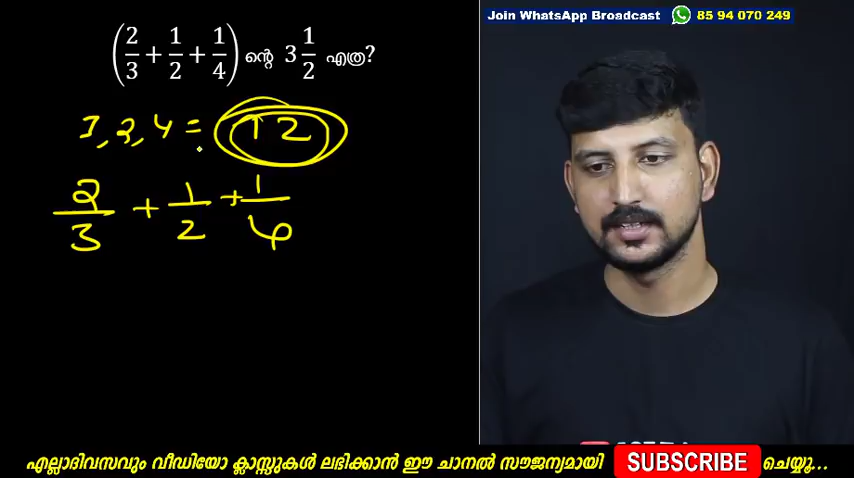 Join WhatsApp Broadcast 85 94 070 249
(2/3 + 1/2 + 1/4) ന്റെ 3 1/2 എത്ര?
3, 2, 4 = 12
2/3 + 1/2 + 1/4
എല്ലാദിവസവും വീഡിയോ ക്ലാസ്സുകൾ ലഭിക്കാൻ ഈ ചാനൽ സൗജന്യമായി SUBSCRIBE ചെയ്യൂ...